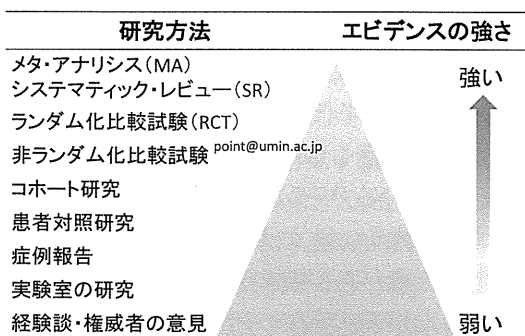 研究方法 エビデンスの強さ
メタ・アナリシス(MA) 強い
システマティック・レビュー(SR)
ランダム化比較試験(RCT)
非ランダム化比較試験 point@umin.ac.jp
コホート研究
患者対照研究
症例報告
実験室の研究
経験談・権威者の意見 弱い